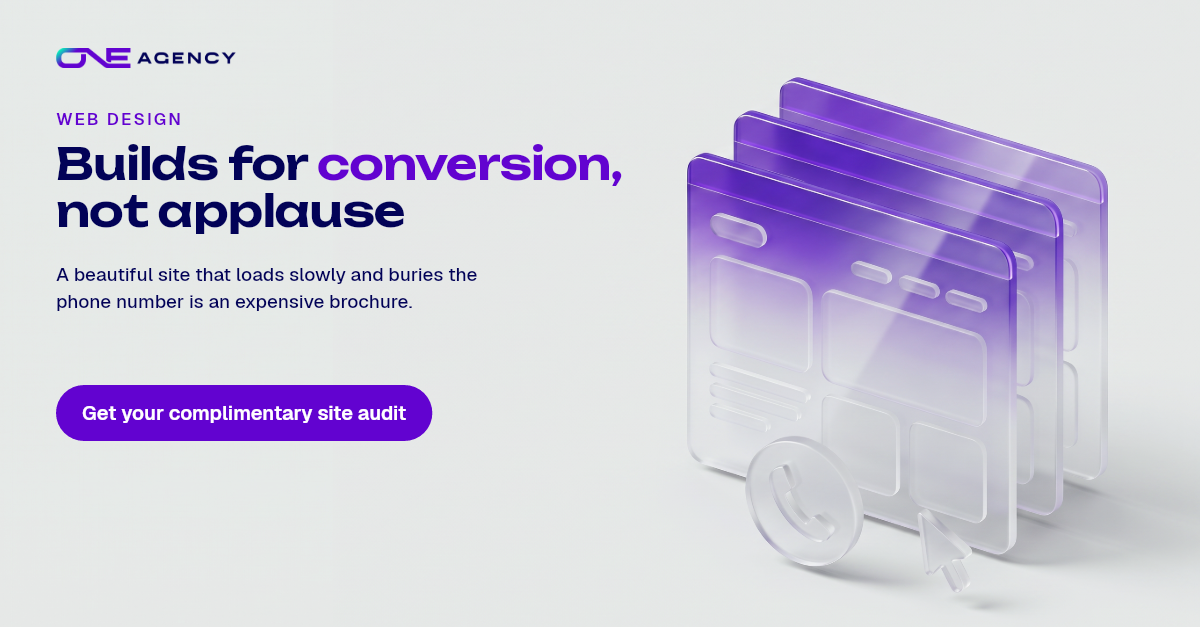 ONE AGENCY
WEB DESIGN
Builds for conversion,
not applause
A beautiful site that loads slowly and buries the
phone number is an expensive brochure.
Get your complimentary site audit